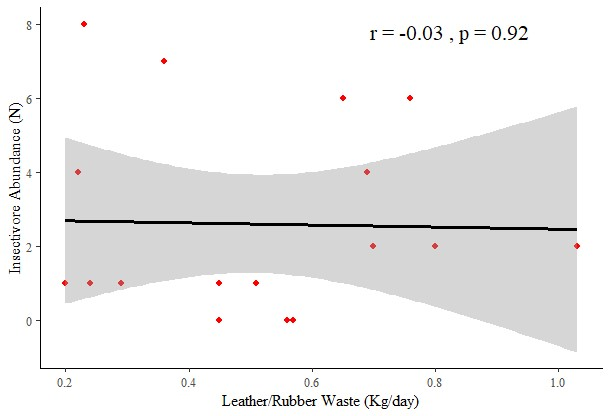 r = -0.03 , p = 0.92
8
6
4
2
0
Insectivore Abundance (N)
0.2 0.4 0.6 0.8 1.0
Leather/Rubber Waste (Kg/day)